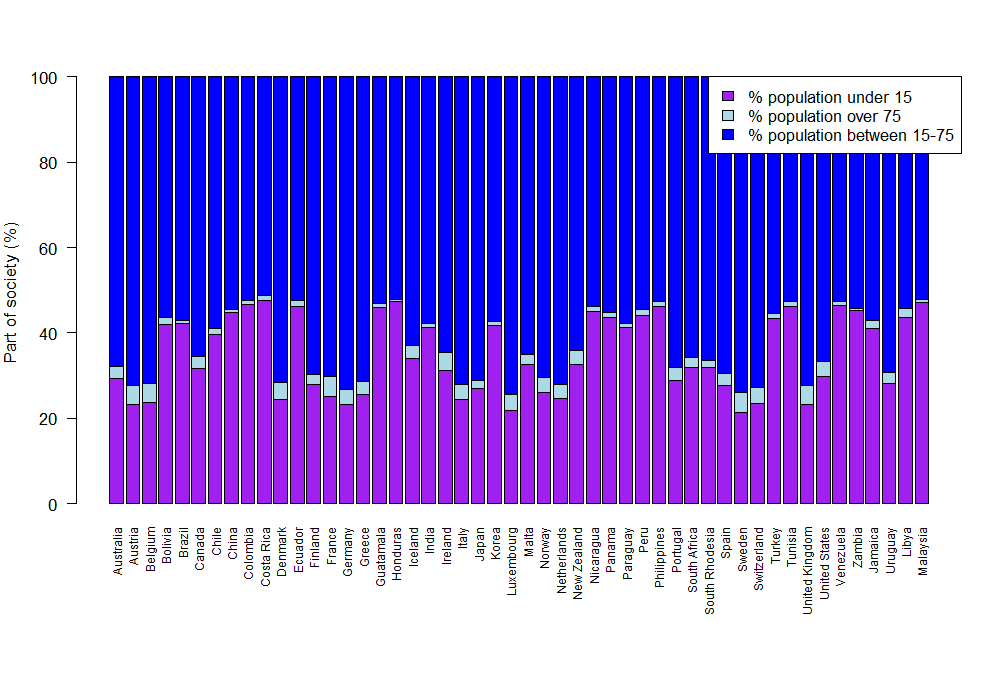 % population under 15
% population over 75
% population between 15-75
Part of society (%)
100
80
60
40
20
0
Australia
Austria
Belgium
Bolivia
Brazil
Canada
Chile
China
Colombia
Costa Rica
Denmark
Ecuador
Finland
France
Germany
Greece
Guatamala
Honduras
Iceland
India
Ireland
Italy
Japan
Korea
Luxembourg
Malta
Norway
Netherlands
New Zealand
Nicaragua
Panama
Paraguay
Peru
Philippines
Portugal
South Africa
South Rhodesia
Spain
Sweden
Switzerland
Turkey
Tunisia
United Kingdom
United States
Venezuela
Zambia
Jamaica
Uruguay
Libya
Malaysia